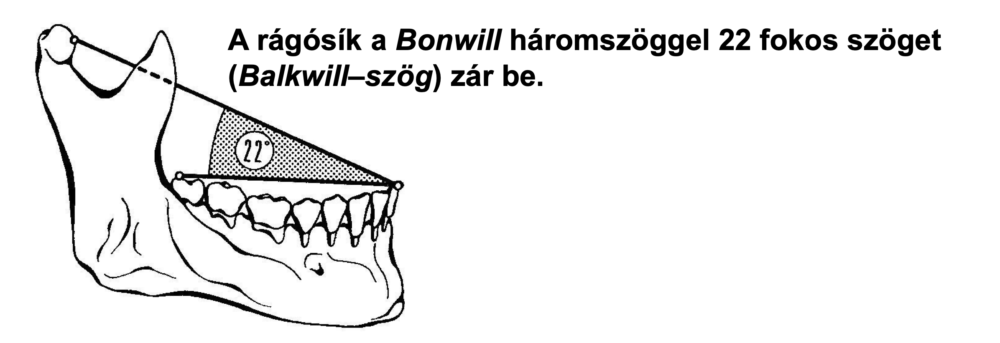 A rágósík a Bonwill háromszöggel 22 fokos szöget
(Balkwill–szög) zár be.
22°